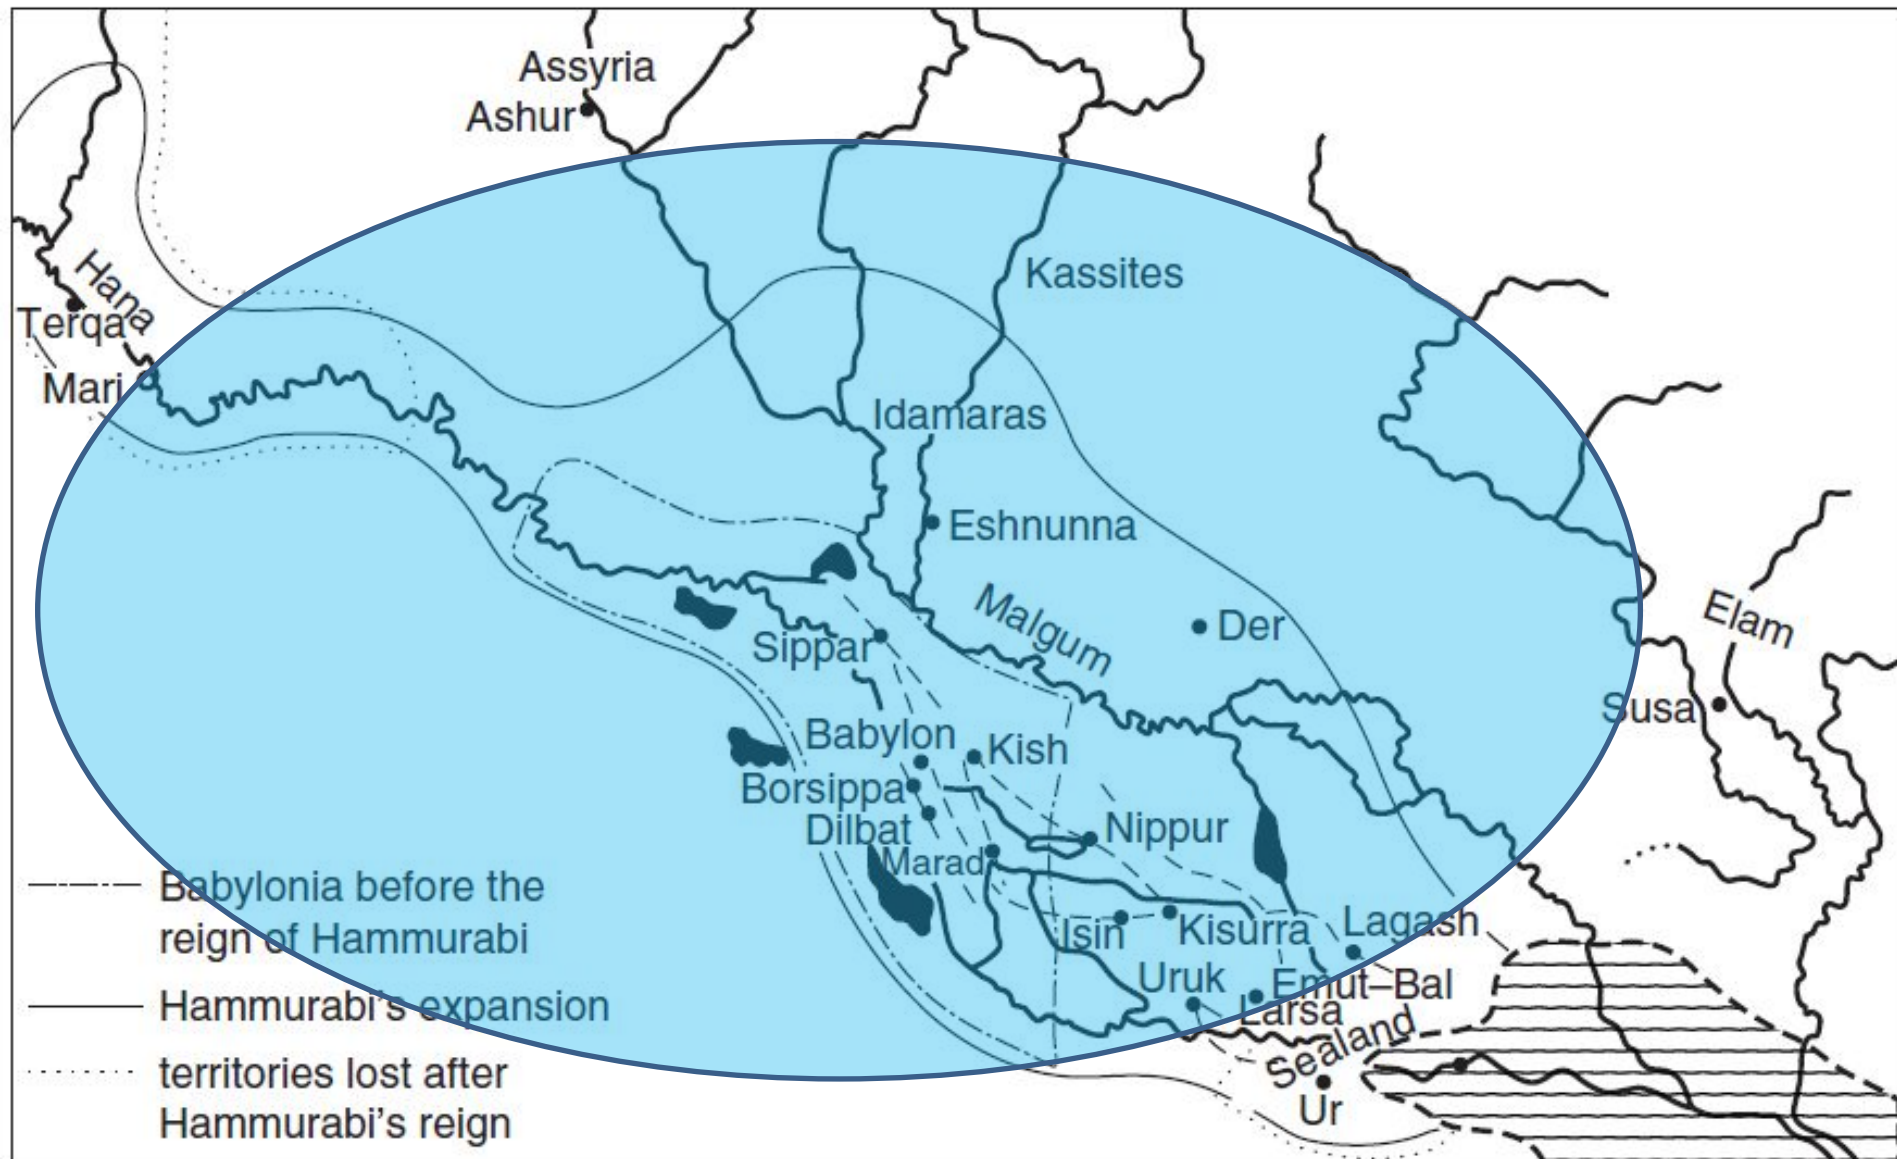 Assyria
Ashur
Hana
Terqa
Mari
Kassites
Idamaras
Eshnunna
Malgum
Der
Elam
Sippar
Susa
Babylon
Kish
Borsippa
Dilbat
Nippur
Marad
Isin
Kisurra
Lagash
Uruk
Emut–Bal
Larsa
Sealand
Ur
Babylonia before the
reign of Hammurabi
Hammurabi's expansion
territories lost after
Hammurabi's reign